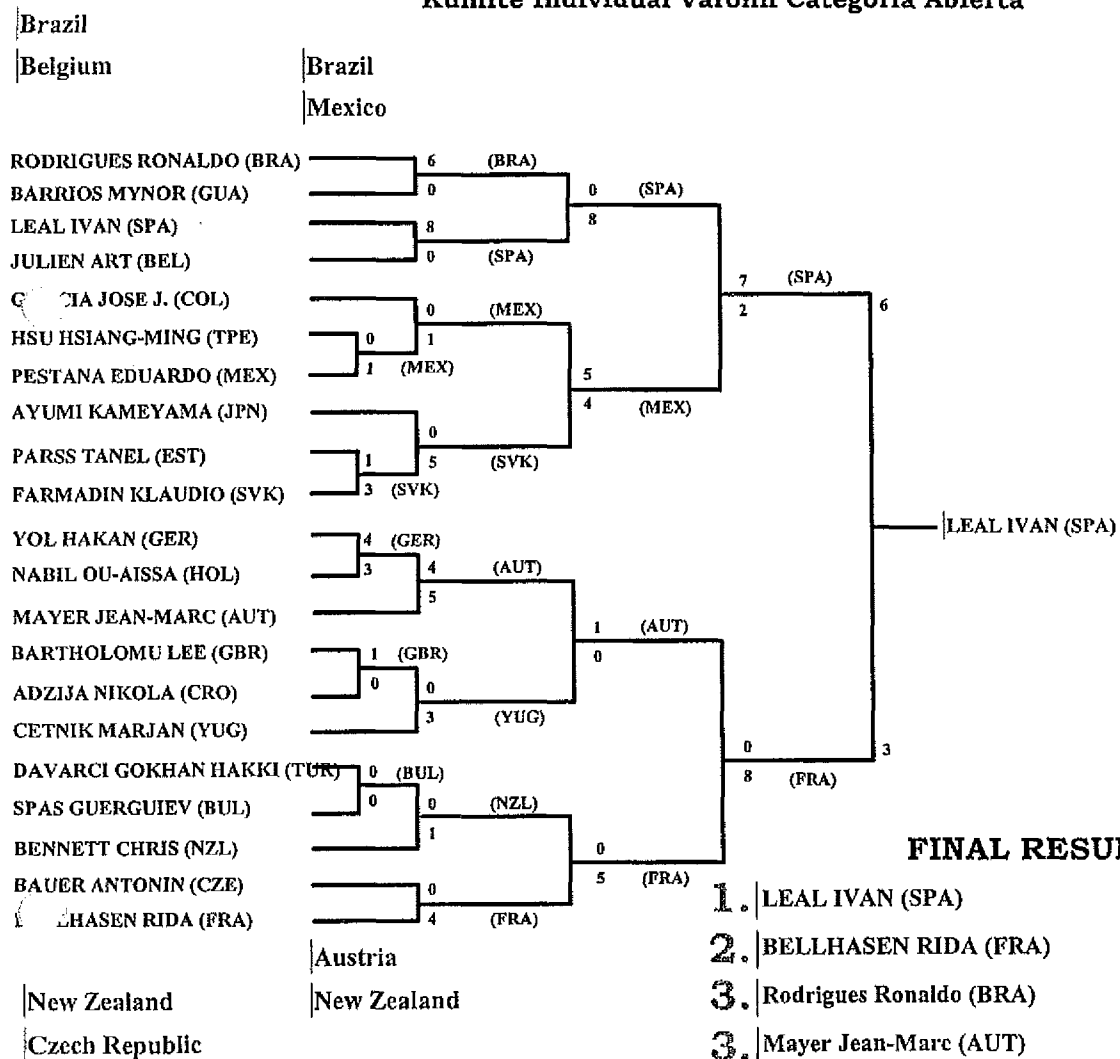 Kumite Individual Varonil Categoria Abierta
Brazil
Belgium
Brazil
Mexico
RODRIGUES RONALDO (BRA)
6 (BRA)
BARRIOS MYNOR (GUA)
0
0 (SPA)
8
LEAL IVAN (SPA)
8
JULIEN ART (BEL)
0 (SPA)
7 (SPA)
2
6
JOSE J. (COL)
0 (MEX)
HSU HSIANG-MING (TPE)
0
1
PESTANA EDUARDO (MEX)
1 (MEX)
5
4 (MEX)
AYUMI KAMEYAMA (JPN)
0
PARSS TANEL (EST)
1
5 (SVK)
FARMADIN KLAUDIO (SVK)
3 (SVK)
LEAL IVAN (SPA)
YOL HAKAN (GER)
4 (GER)
NABIL OU-AISSA (HOL)
3
4 (AUT)
5
MAYER JEAN-MARC (AUT)
1 (AUT)
0
BARTHOLOMU LEE (GBR)
1 (GBR)
ADZIJA NIKOLA (CRO)
0
0
3 (YUG)
CETNIK MARJAN (YUG)
0
8 (FRA)
3
DAVARCI GOKHAN HAKKI (TUR)
0 (BUL)
SPAS GUERGUIEV (BUL)
0
0 (NZL)
1
BENNETT CHRIS (NZL)
0
5 (FRA)
BAUER ANTONIN (CZE)
0
RIDA (FRA)
4 (FRA)
Austria
New Zealand
New Zealand
Czech Republic
FINAL RESU
1. LEAL IVAN (SPA)
2. BELLHASEN RIDA (FRA)
3. Rodrigues Ronaldo (BRA)
3. Mayer Jean-Marc (AUT)